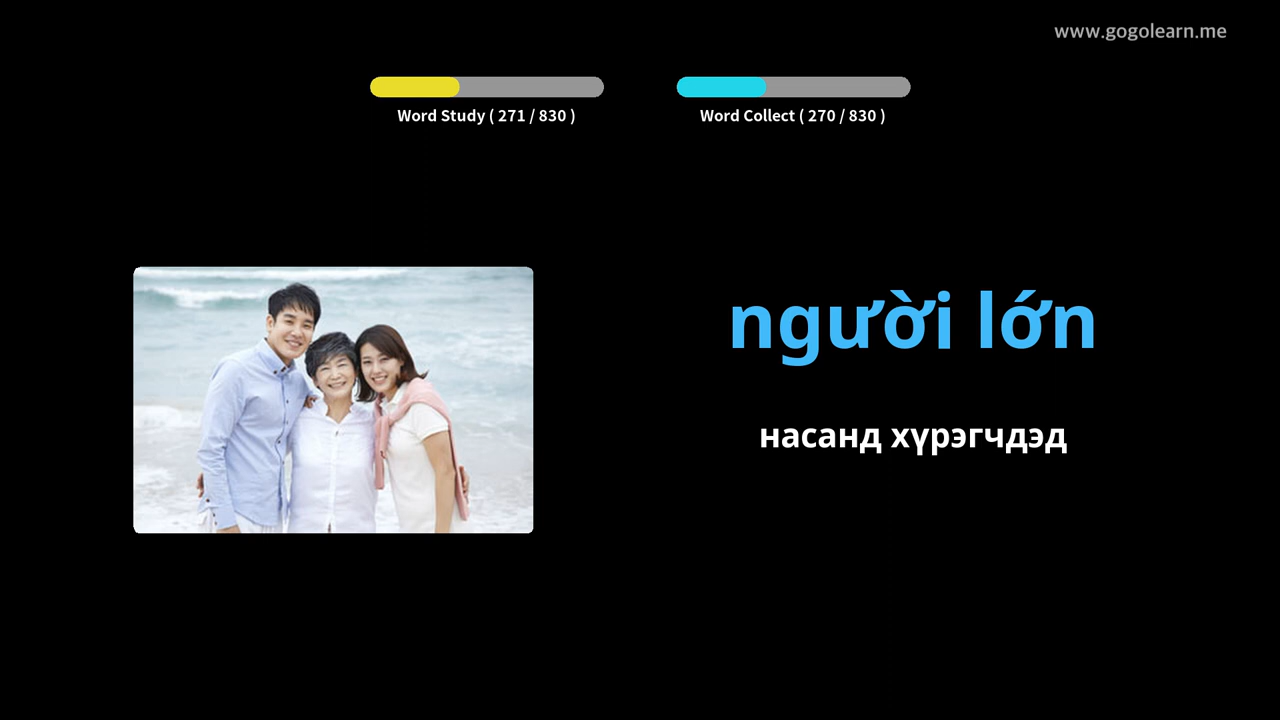 www.gogolearn.me
Word Study ( 271 / 830 )
Word Collect ( 270 / 830 )
người lớn
насанд хүрэгчдэд